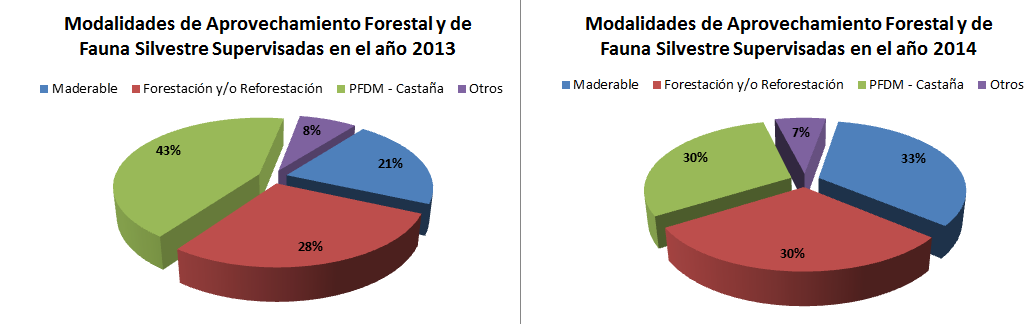 Modalidades de Aprovechamiento Forestal y de
Fauna Silvestre Supervisadas en el año 2013
Maderable Forestación y/o Reforestación PFDM - Castaña Otros
8%
43%
21%
28%
Modalidades de Aprovechamiento Forestal y de
Fauna Silvestre Supervisadas en el año 2014
Maderable Forestación y/o Reforestación PFDM - Castaña Otros
7%
30%
33%
30%